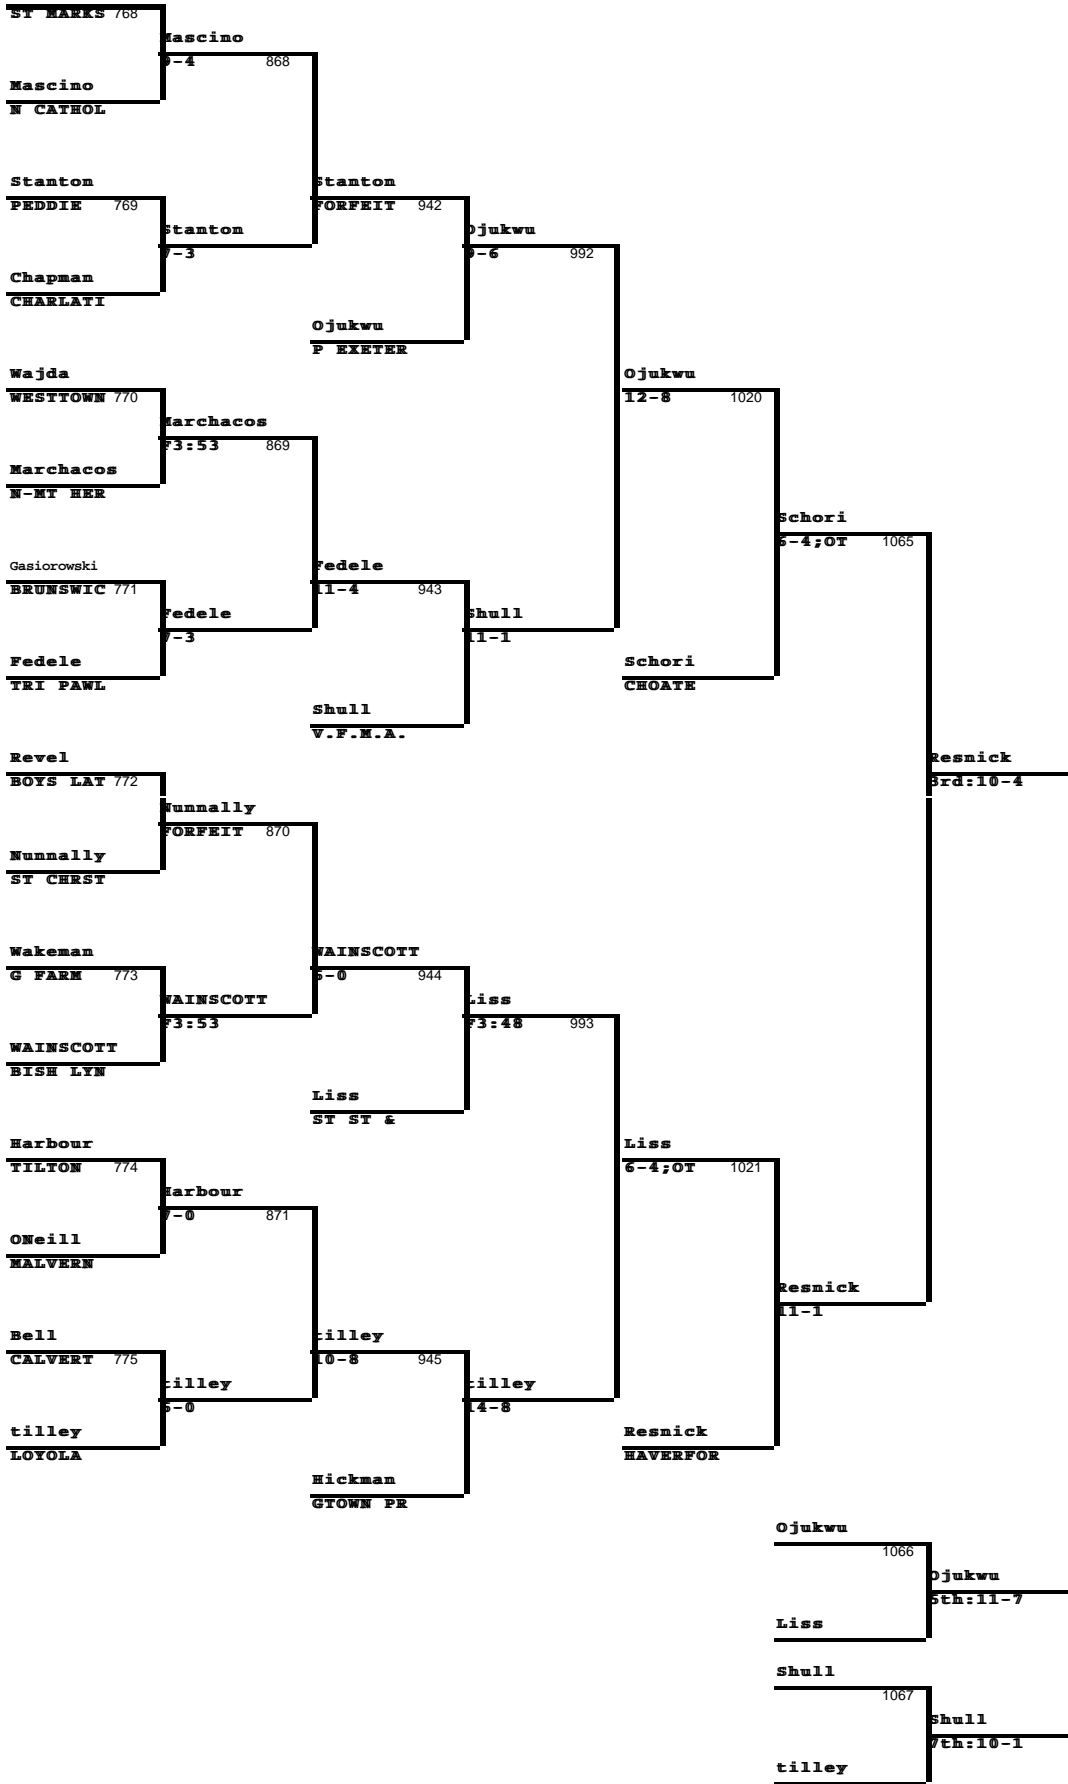 ST MARKS 768
Mascino
9-4 868
Mascino
N CATHOL
Stanton
PEDDIE 769
Stanton
7-3
Chapman
CHARLATI
Stanton
FORFEIT 942
Ojukwu
9-6 992
Ojukwu
P EXETER
Wajda
WESTTOWN 770
Marchacos
F3:53 869
Marchacos
N-MT HER
Ojukwu
12-8 1020
Gasiorowski
BRUNSWIC 771
Fedele
7-3
Fedele
TRI PAWL
Fedele
11-4 943
Shull
11-1
Shull
V.F.M.A.
Schori
6-4;OT 1065
Schori
CHOATE
Revel
BOYS LAT 772
Nunnally
FORFEIT 870
Nunnally
ST CHRST
Resnick
3rd:10-4
Wakeman
G FARM 773
WAINSCOTT
F3:53
WAINSCOTT
BISH LYN
WAINSCOTT
944
Liss
F3:48 993
Liss
ST ST &
Harbour
TILTON 774
Harbour
7-0 871
ONeill
MALVERN
Liss
6-4;OT 1021
Bell
CALVERT 775
tilley
tilley
LOYOLA
tilley
10-8 945
tilley
14-8
Hickman
GTOWN PR
Resnick
11-1
Resnick
HAVERFOR
Ojukwu
1066
Ojukwu
5th:11-7
Liss
Shull
1067
Shull
7th:10-1
tilley